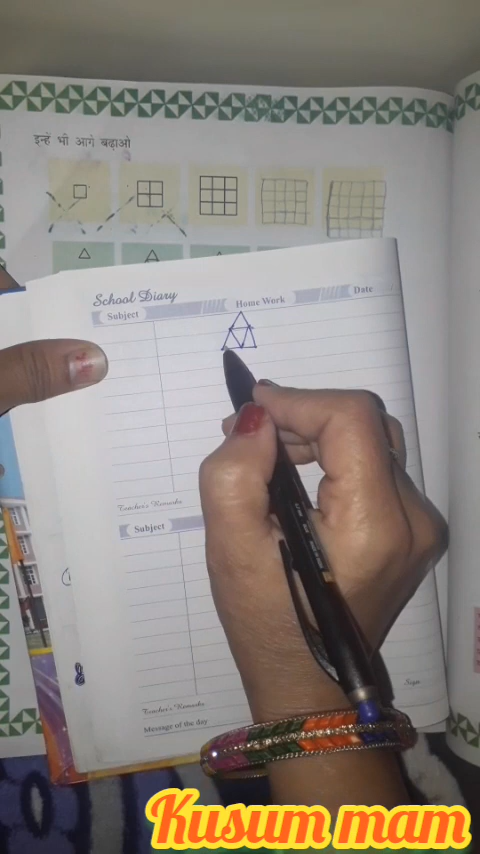 इन्हें भी आगे बढ़ाओ
School Diary
Subject Home Work Date
Teacher's Remarks
Subject
Teacher's Remarks
Sign
Message of the day
Kusum mam